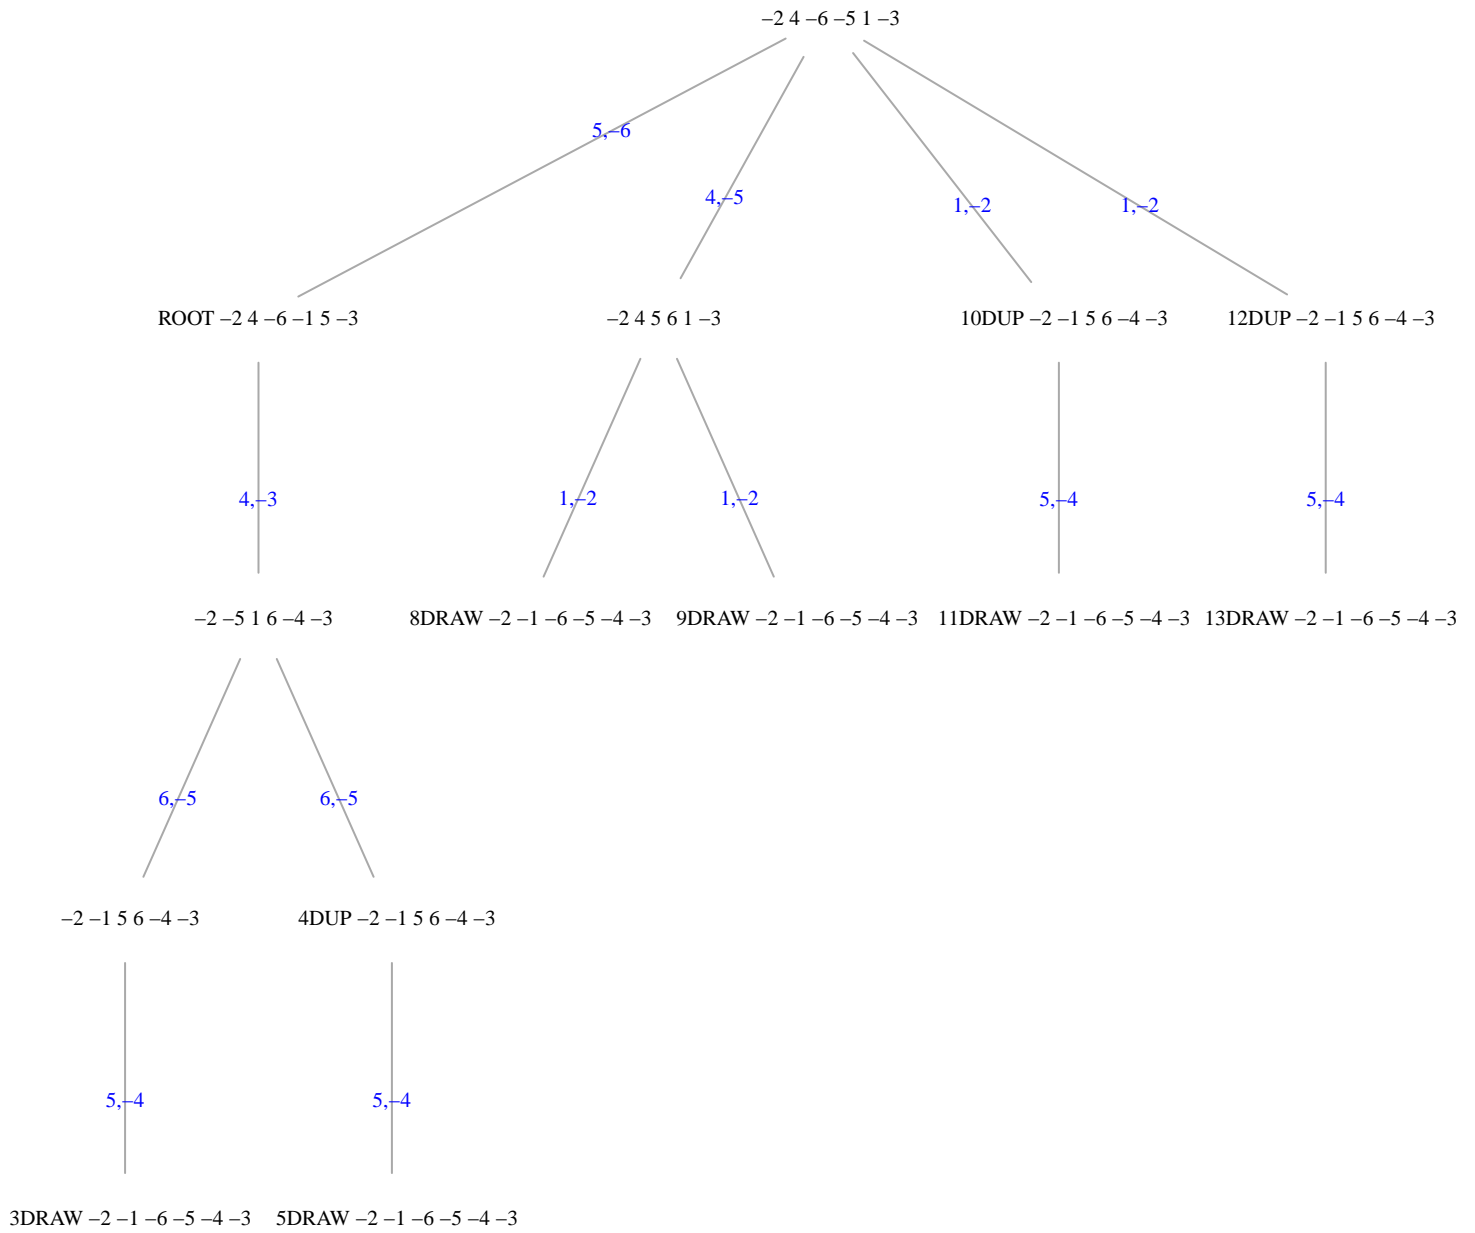 –2 4 –6 –5 1 –3
5,–6
4,–5
1,–2
1,–2
ROOT –2 4 –6 –1 5 –3
–2 4 5 6 1 –3
10DUP –2 –1 5 6 –4 –3
12DUP –2 –1 5 6 –4 –3
4,–3
1,–2
1,–2
5,–4
5,–4
–2 –5 1 6 –4 –3
8DRAW –2 –1 –6 –5 –4 –3
9DRAW –2 –1 –6 –5 –4 –3
11DRAW –2 –1 –6 –5 –4 –3
13DRAW –2 –1 –6 –5 –4 –3
6,–5
6,–5
–2 –1 5 6 –4 –3
4DUP –2 –1 5 6 –4 –3
5,–4
5,–4
3DRAW –2 –1 –6 –5 –4 –3
5DRAW –2 –1 –6 –5 –4 –3